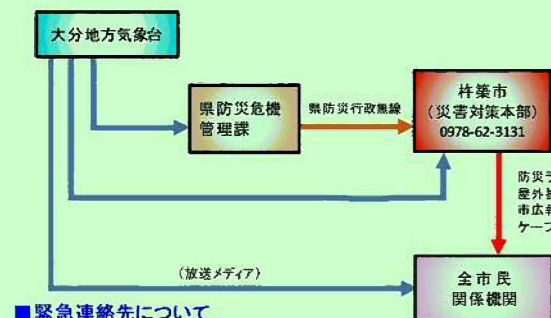 大分地方気象台
県防災危機
管理課
県防災行政無線
杵築市
(災害対策本部)
0978-62-3131
防災ラ
屋外
市広報
ケーブ
(放送メディア)
全市民
関係機関
■緊急連絡先について